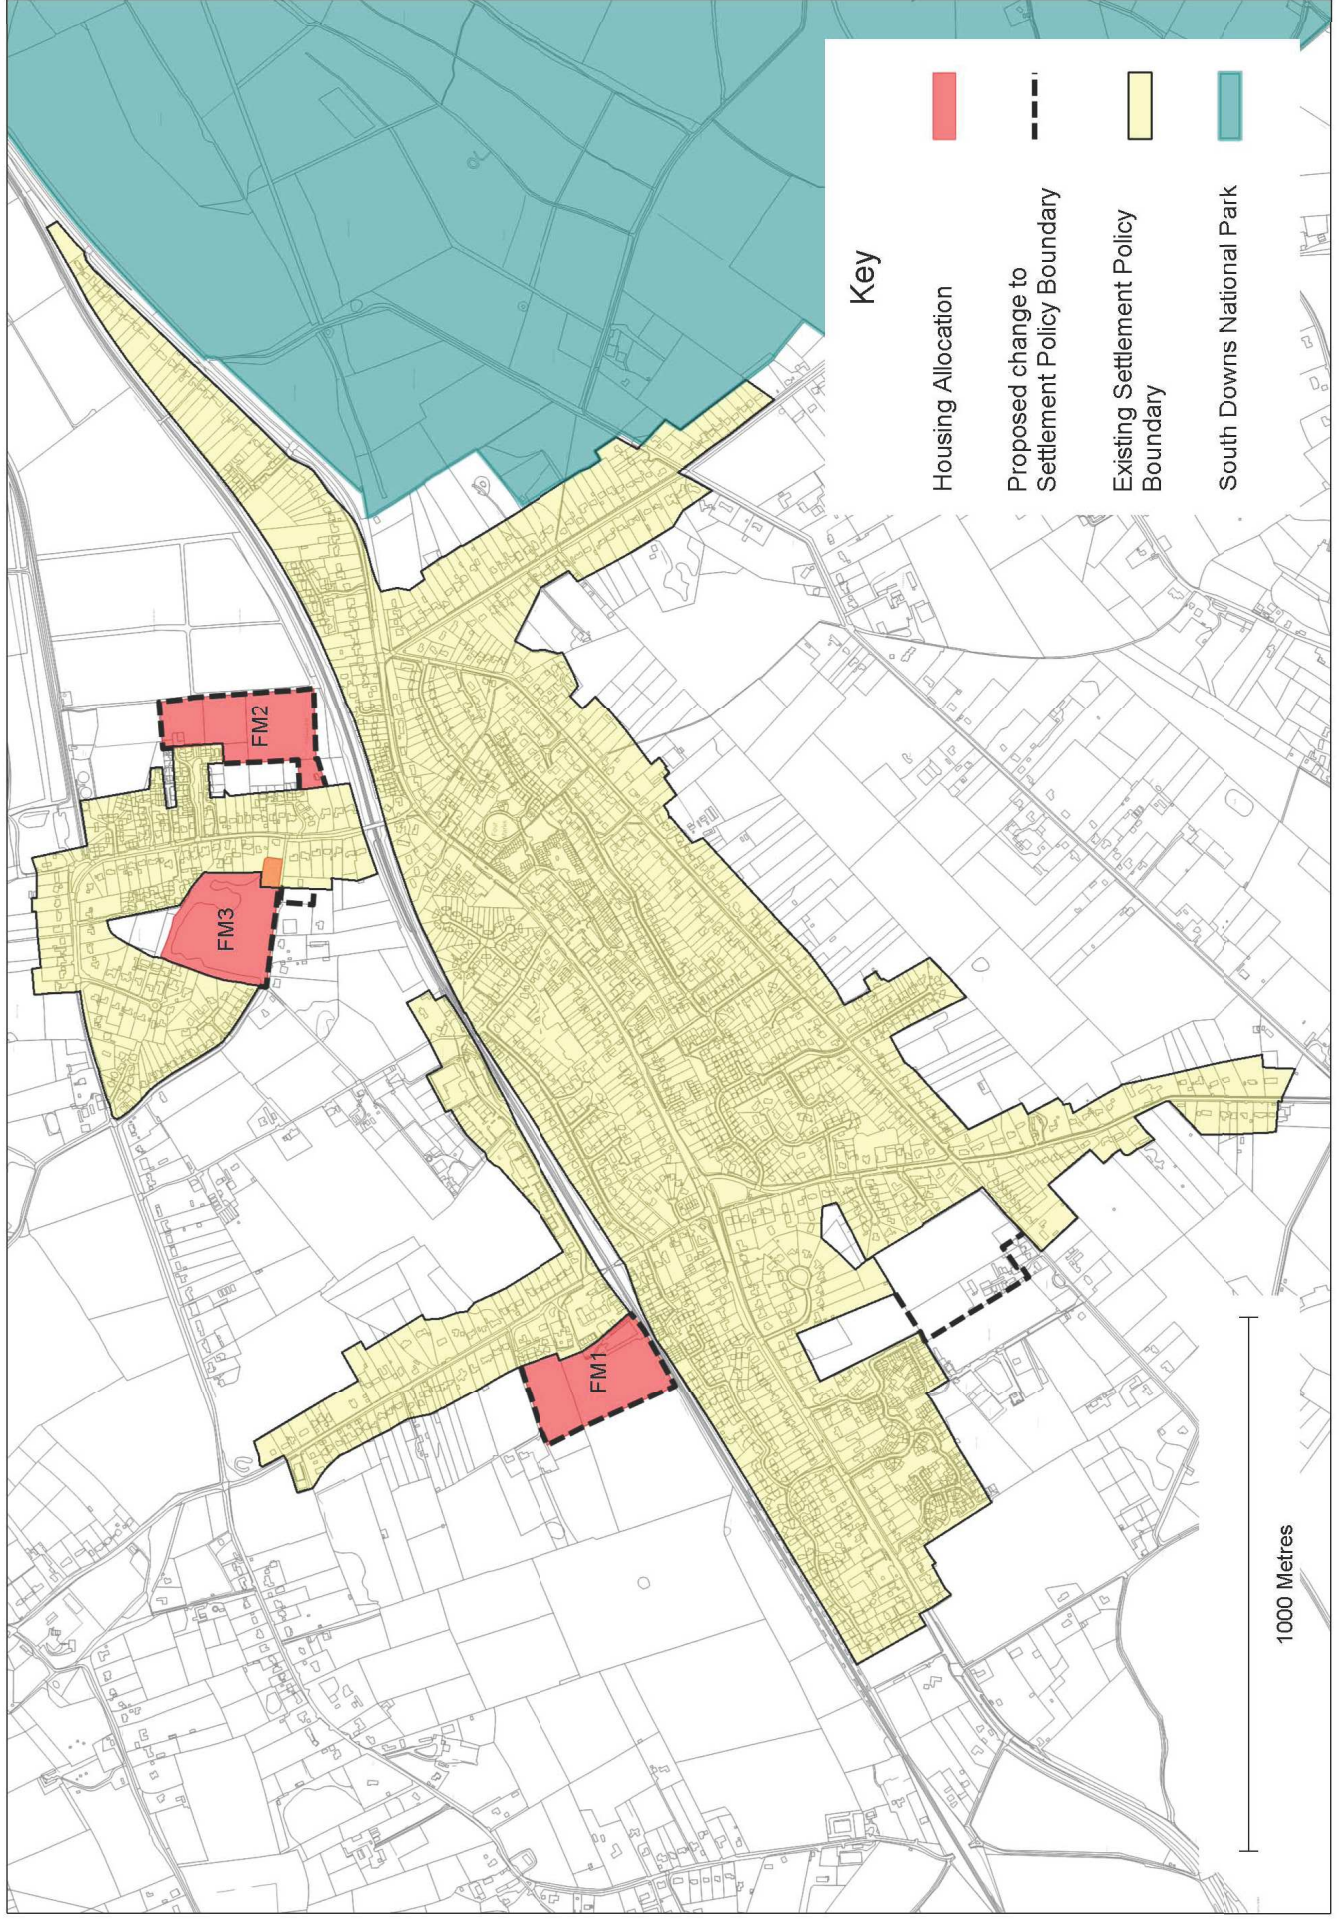 FM1
FM2
FM3
Key
Housing Allocation
Proposed change to
Settlement Policy Boundary
Existing Settlement Policy
Boundary
South Downs National Park
1000 Metres